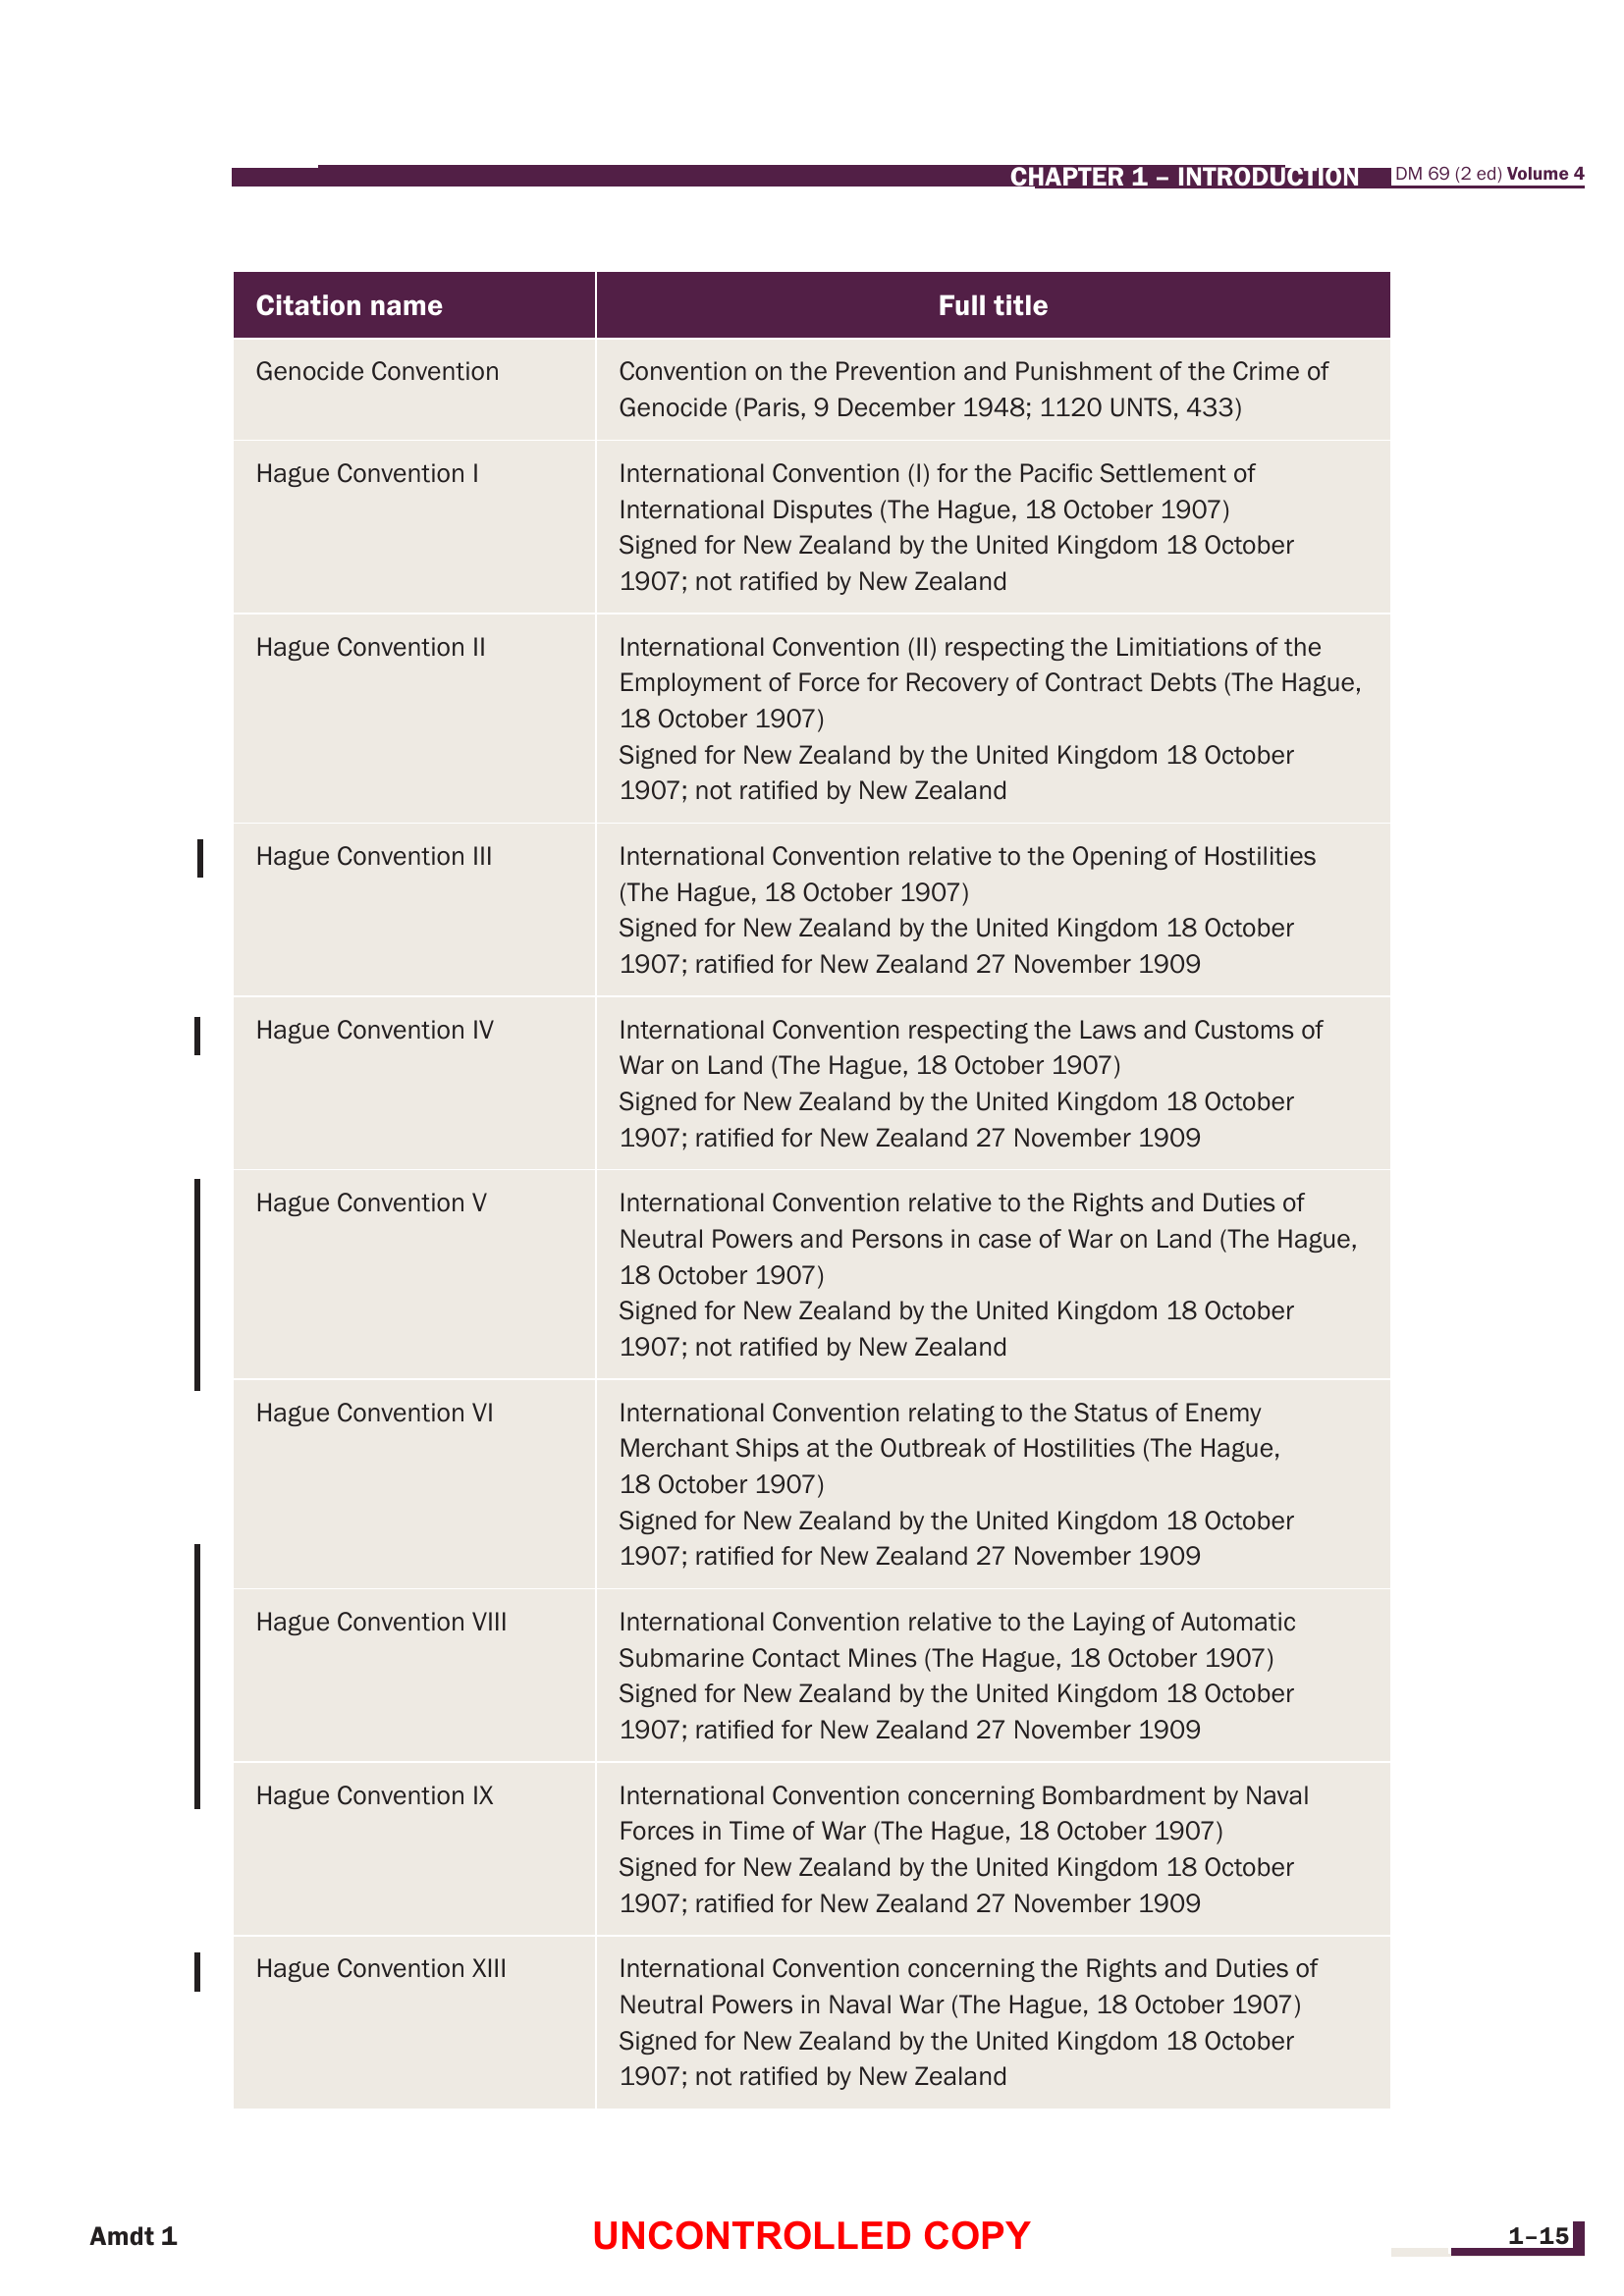 CHAPTER 1 – INTRODUCTION
DM 69 (2 ed) Volume 4
Citation name
Full title
Genocide Convention
Convention on the Prevention and Punishment of the Crime of
Genocide (Paris, 9 December 1948; 1120 UNTS, 433)
Hague Convention I
International Convention (I) for the Pacific Settlement of
International Disputes (The Hague, 18 October 1907)
Signed for New Zealand by the United Kingdom 18 October
1907; not ratified by New Zealand
Hague Convention II
International Convention (II) respecting the Limitiations of the
Employment of Force for Recovery of Contract Debts (The Hague,
18 October 1907)
Signed for New Zealand by the United Kingdom 18 October
1907; not ratified by New Zealand
Hague Convention III
International Convention relative to the Opening of Hostilities
(The Hague, 18 October 1907)
Signed for New Zealand by the United Kingdom 18 October
1907; ratified for New Zealand 27 November 1909
Hague Convention IV
International Convention respecting the Laws and Customs of
War on Land (The Hague, 18 October 1907)
Signed for New Zealand by the United Kingdom 18 October
1907; ratified for New Zealand 27 November 1909
Hague Convention V
International Convention relative to the Rights and Duties of
Neutral Powers and Persons in case of War on Land (The Hague,
18 October 1907)
Signed for New Zealand by the United Kingdom 18 October
1907; not ratified by New Zealand
Hague Convention VI
International Convention relating to the Status of Enemy
Merchant Ships at the Outbreak of Hostilities (The Hague,
18 October 1907)
Signed for New Zealand by the United Kingdom 18 October
1907; ratified for New Zealand 27 November 1909
Hague Convention VIII
International Convention relative to the Laying of Automatic
Submarine Contact Mines (The Hague, 18 October 1907)
Signed for New Zealand by the United Kingdom 18 October
1907; ratified for New Zealand 27 November 1909
Hague Convention IX
International Convention concerning Bombardment by Naval
Forces in Time of War (The Hague, 18 October 1907)
Signed for New Zealand by the United Kingdom 18 October
1907; ratified for New Zealand 27 November 1909
Hague Convention XIII
International Convention concerning the Rights and Duties of
Neutral Powers in Naval War (The Hague, 18 October 1907)
Signed for New Zealand by the United Kingdom 18 October
1907; not ratified by New Zealand
Amdt 1
UNCONTROLLED COPY
1–15